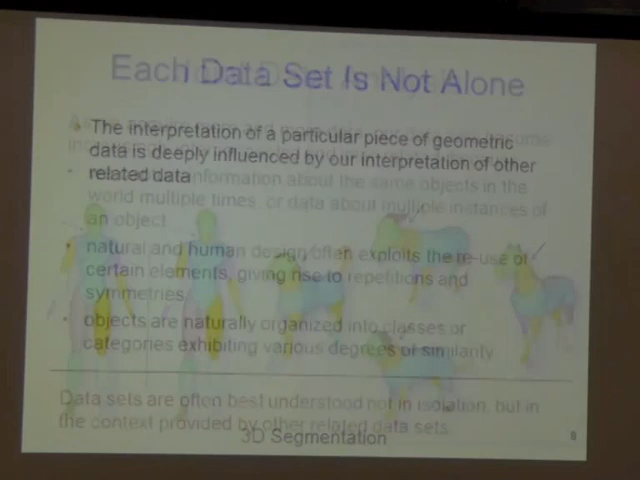 Each Data Set Is Not Alone
The interpretation of a particular piece of geometric
data is deeply influenced by our interpretation of other
related data
information about the same objects in the
world multiple times, or data about multiple instances of
an object
natural and human design often exploits the re-use of
certain elements, giving rise to repetitions and
symmetries
objects are naturally organized into classes or
categories exhibiting various degrees of similarity
Data sets are often best understood not in isolation, but in
the context provided by other related data sets.
3D Segmentation
8